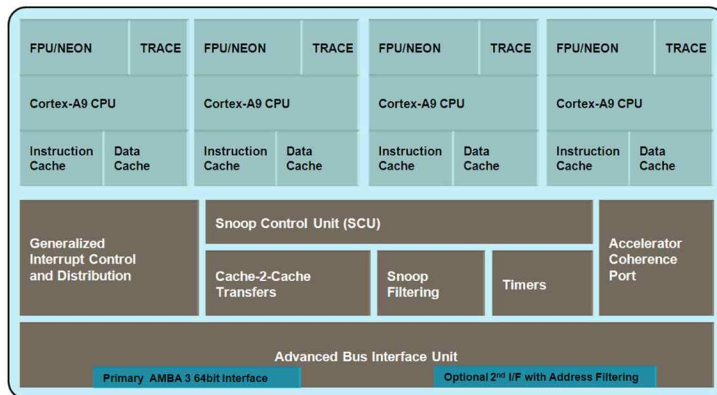 FPU/NEON TRACE FPU/NEON TRACE FPU/NEON TRACE FPU/NEON TRACE
Cortex-A9 CPU Cortex-A9 CPU Cortex-A9 CPU Cortex-A9 CPU
Instruction Data Instruction Data Instruction Data Instruction Data
Cache Cache Cache Cache Cache Cache Cache Cache
Generalized
Interrupt Control
and Distribution
Snoop Control Unit (SCU)
Cache-2-Cache
Transfers
Snoop
Filtering
Timers
Accelerator
Coherence
Port
Advanced Bus Interface Unit
Primary AMBA 3 64bit Interface
Optional 2nd I/F with Address Filtering